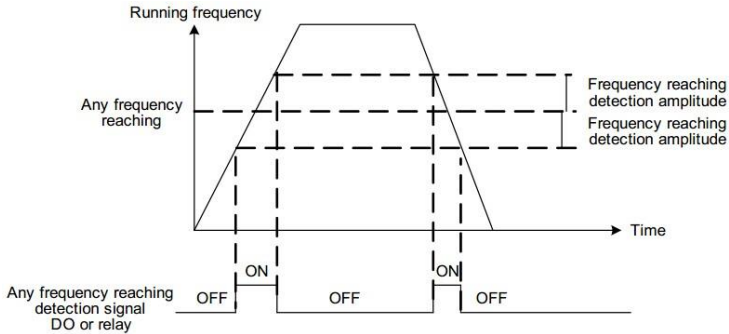 Running frequency
Any frequency
reaching
Frequency reaching
detection amplitude
Frequency reaching
detection amplitude
Time
ON
ON
Any frequency reaching
detection signal
DO or relay
OFF
OFF
OFF